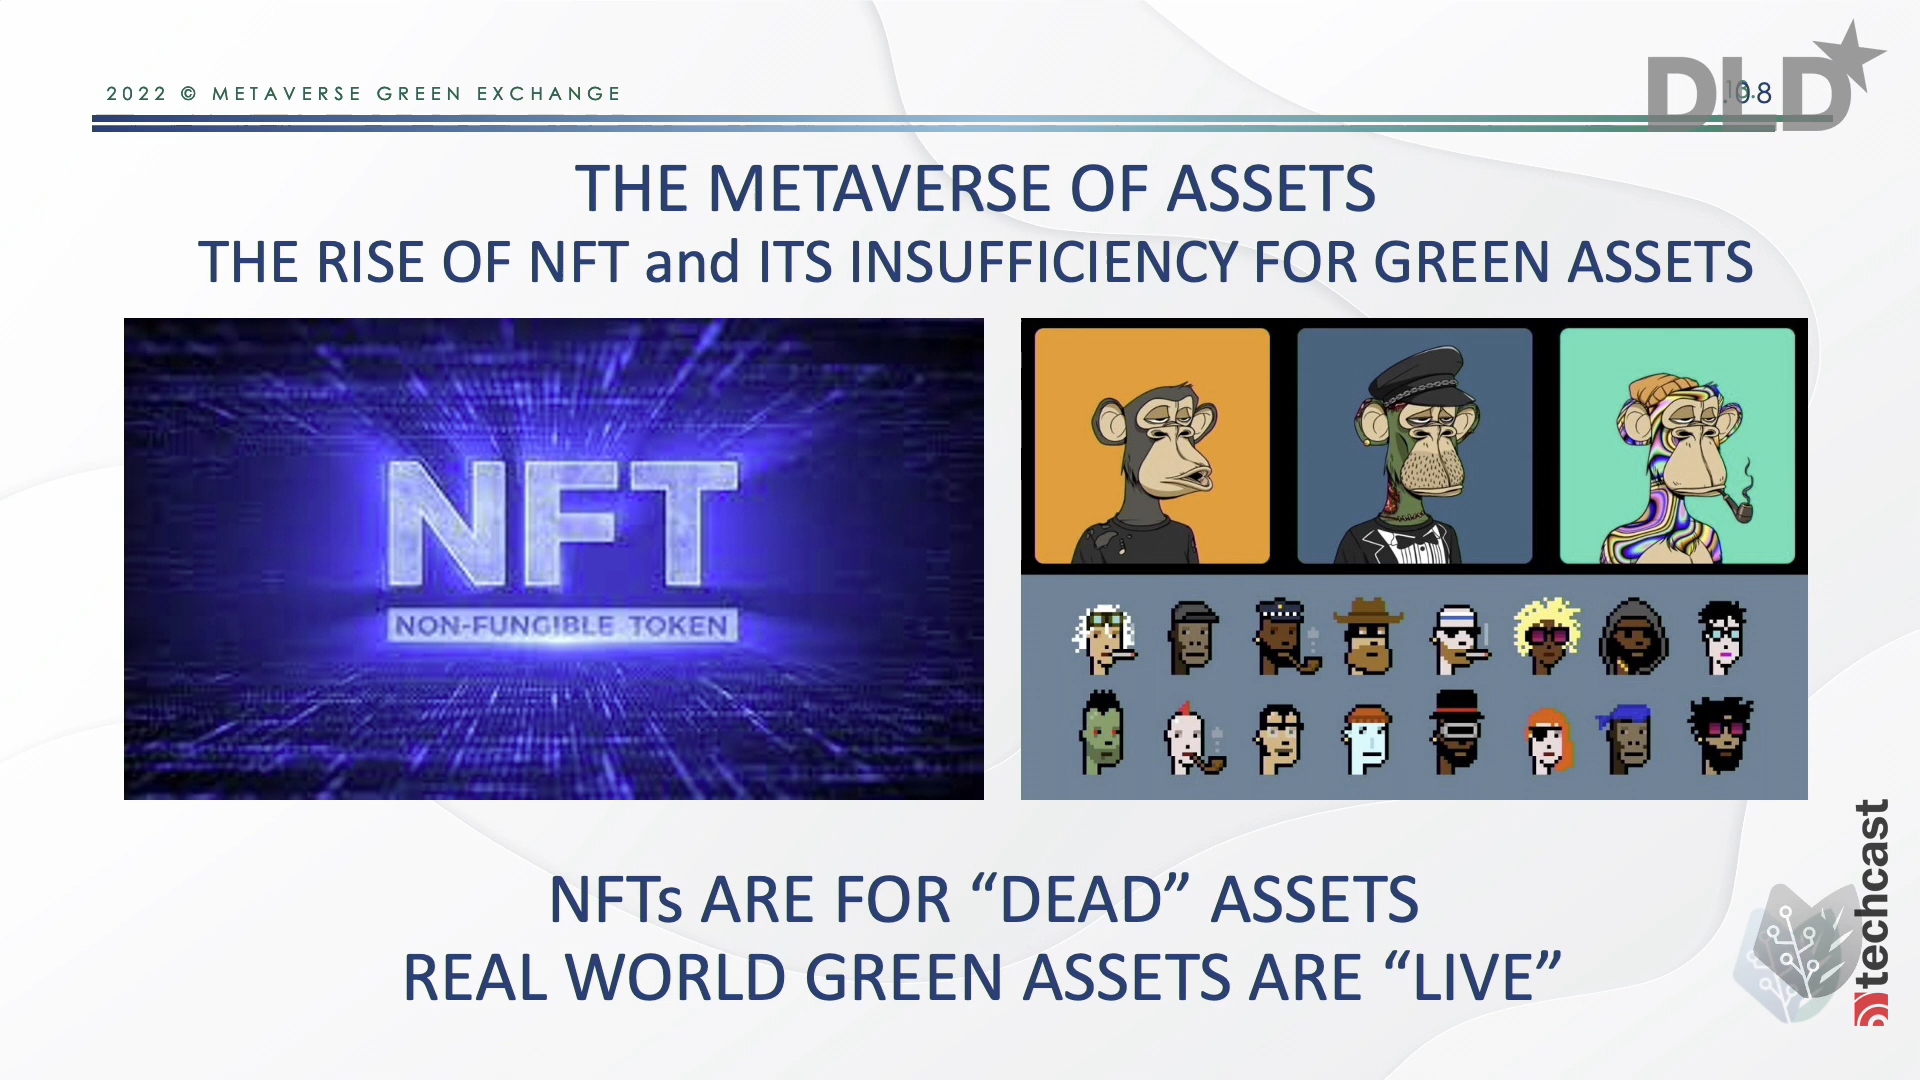 2022 © METAVERSE GREEN EXCHANGE
DLD
THE METAVERSE OF ASSETS
THE RISE OF NFT and ITS INSUFFICIENCY FOR GREEN ASSETS
NFT
NON-FUNGIBLE TOKEN
NFTs ARE FOR “DEAD” ASSETS
REAL WORLD GREEN ASSETS ARE “LIVE”
techcast